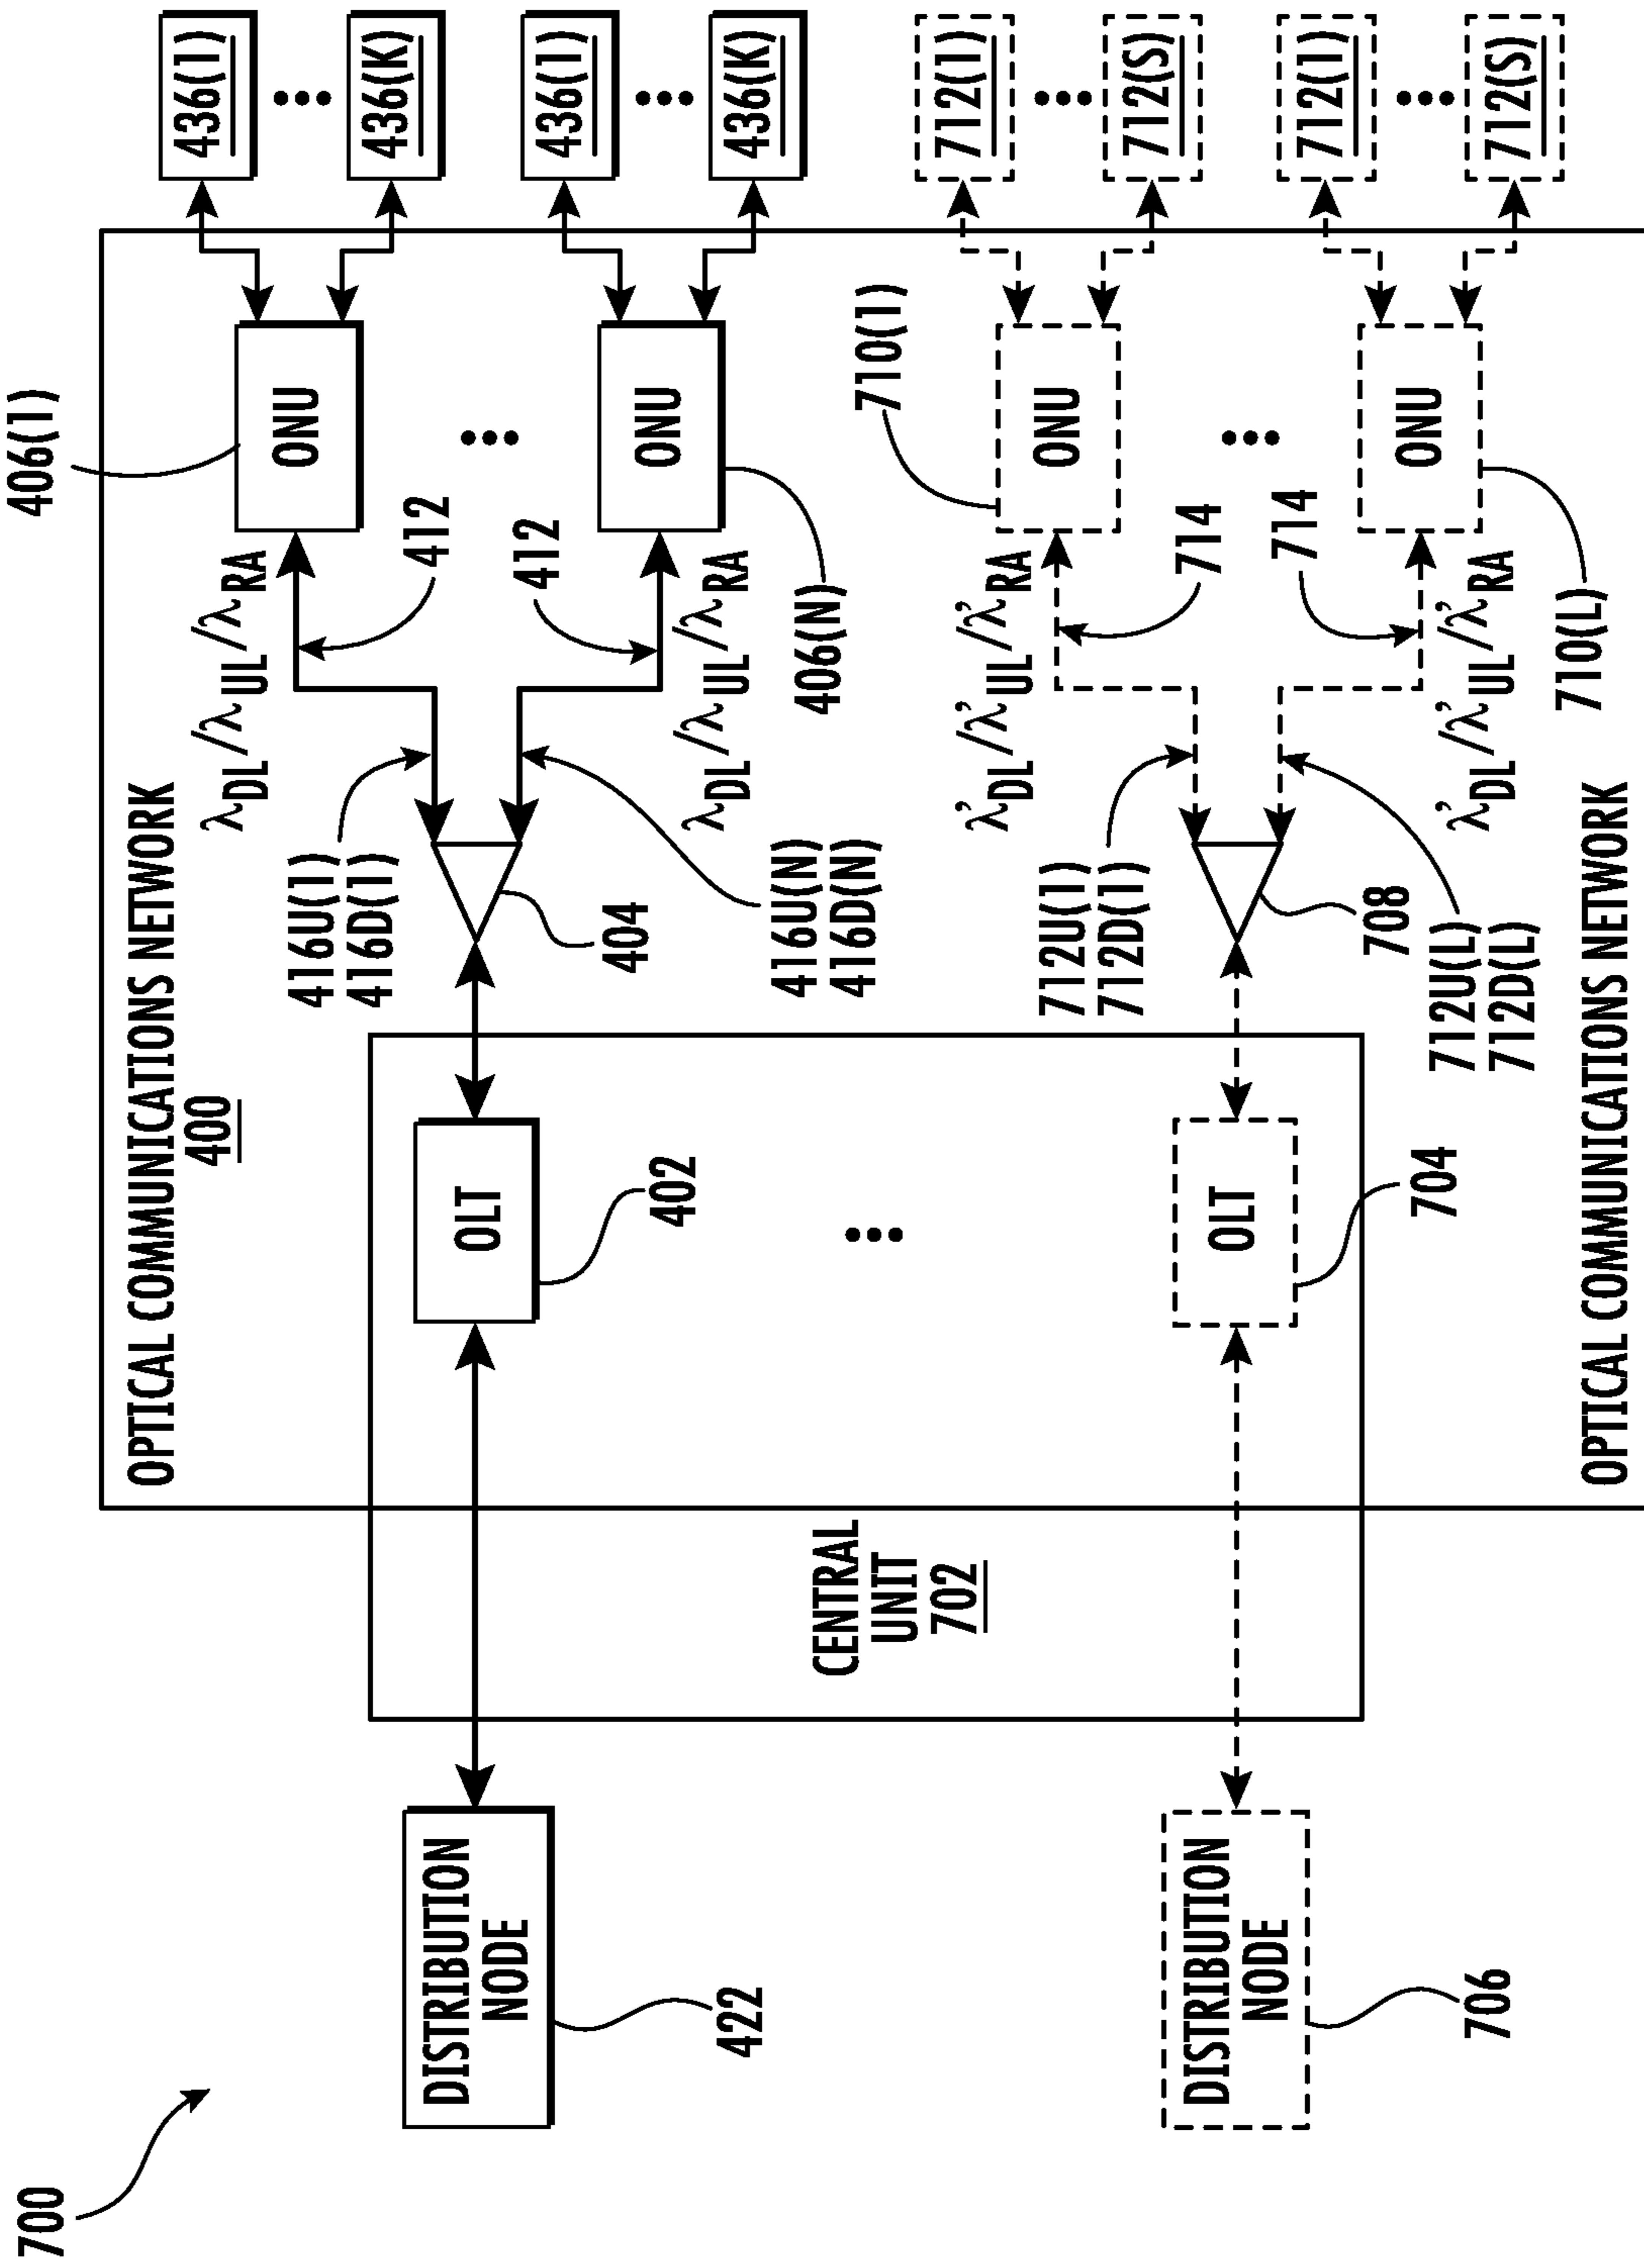 700
406(1)
OPTICAL COMMUNICATIONS NETWORK
400
436(1)
λDL/λUL/λRA
ONU
416U(1)
416D(1)
436(K)
412
DISTRIBUTION
NODE
OLT
412
436(1)
404
ONU
402
λDL/λUL/λRA
422
436(K)
416U(N)
416D(N)
406(N)
CENTRAL
UNIT
702
710(1)
712(1)
λ'DL/λ'UL/λ'RA
ONU
712U(1)
712D(1)
712(S)
714
DISTRIBUTION
NODE
OLT
714
712(1)
708
ONU
704
712U(L)
712D(L)
λ'DL/λ'UL/λ'RA
706
712(S)
710(L)
OPTICAL COMMUNICATIONS NETWORK